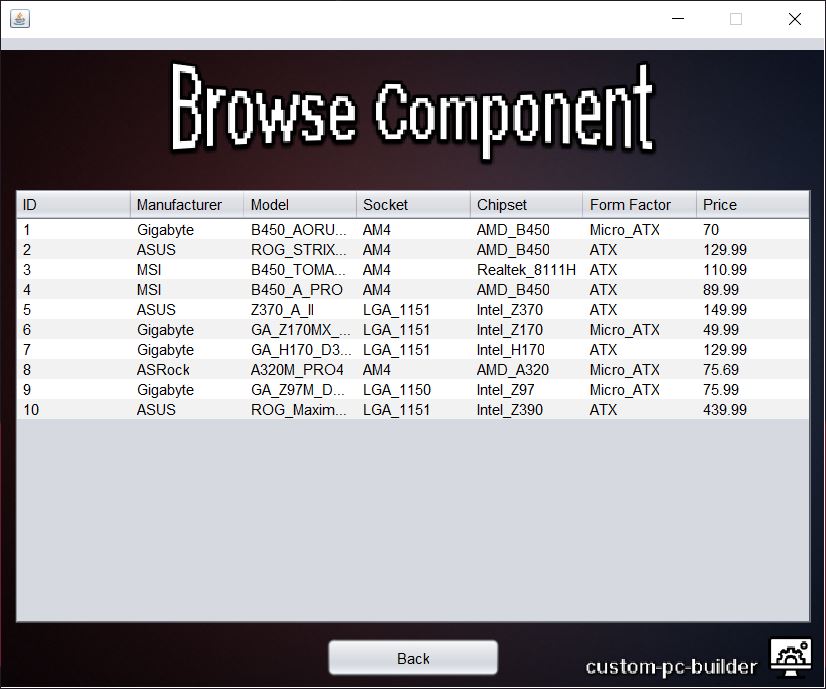 Browse Component
ID Manufacturer Model Socket Chipset Form Factor Price
1 Gigabyte B450_AORU... AM4 AMD_B450 Micro_ATX 70
2 ASUS ROG_STRIX... AM4 AMD_B450 ATX 129.99
3 MSI B450_TOMA... AM4 Realtek_8111H ATX 110.99
4 MSI B450_A_PRO AM4 AMD_B450 ATX 89.99
5 ASUS Z370_A_II LGA_1151 Intel_Z370 ATX 149.99
6 Gigabyte GA_Z170MX_... LGA_1151 Intel_Z170 Micro_ATX 49.99
7 Gigabyte GA_H170_D3... LGA_1151 Intel_H170 ATX 129.99
8 ASRock A320M_PRO4 AM4 AMD_A320 Micro_ATX 75.69
9 Gigabyte GA_Z97M_D... LGA_1150 Intel_Z97 Micro_ATX 75.99
10 ASUS ROG_Maxim... LGA_1151 Intel_Z390 ATX 439.99
Back
custom-pc-builder